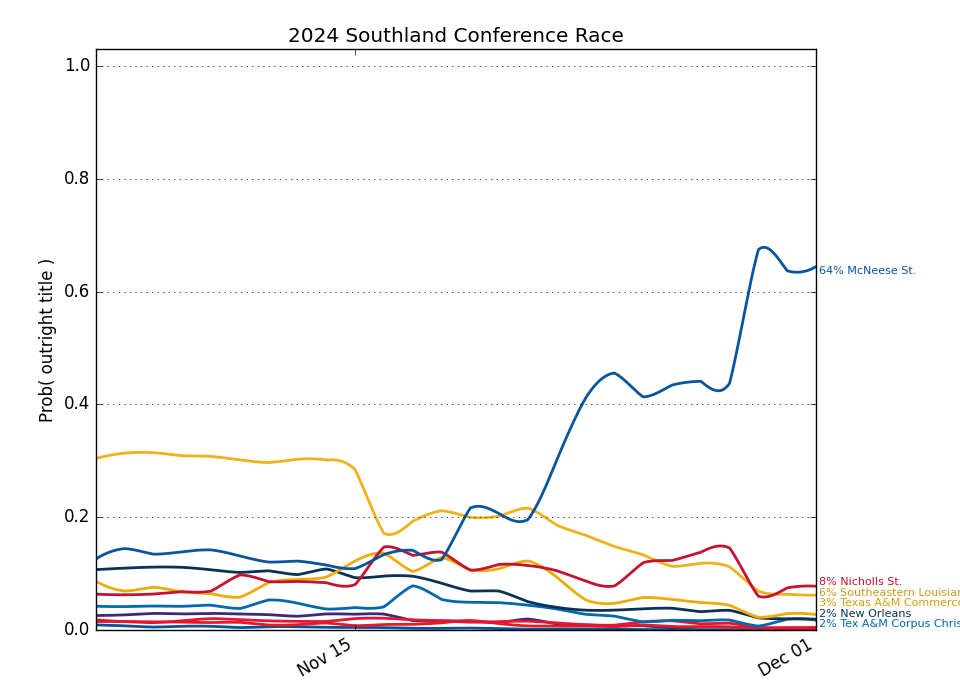 2024 Southland Conference Race
1.0
0.8
0.6
0.4
0.2
0.0
Prob( outright title )
Nov 15
Dec 01
64% McNeese St.
8% Nicholls St.
6% Southeastern Louisian
3% Texas A&M Commerce
2% New Orleans
2% Tex A&M Corpus Chris